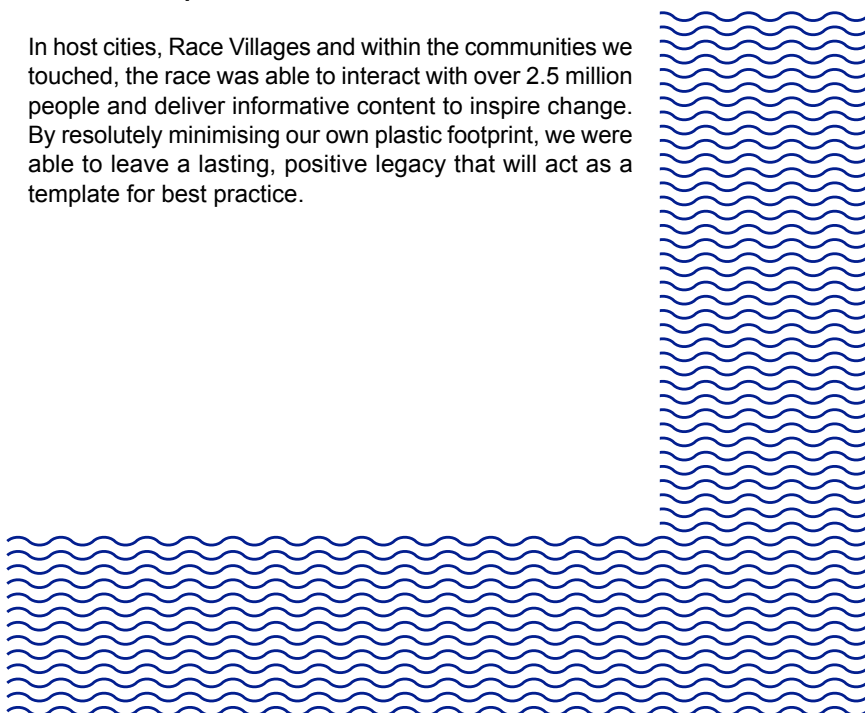 In host cities, Race Villages and within the communities we
touched, the race was able to interact with over 2.5 million
people and deliver informative content to inspire change.
By resolutely minimising our own plastic footprint, we were
able to leave a lasting, positive legacy that will act as a
template for best practice.